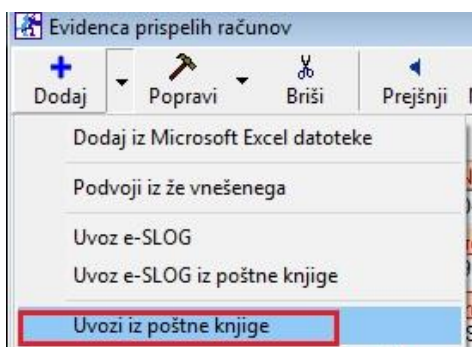 Evidenca prispelih računov
Dodaj Popravi Briši Prejšnji
Dodaj iz Microsoft Excel datoteke
Podvoji iz že vnešenega
Uvoz e-SLOG
Uvoz e-SLOG iz poštne knjige
Uvozi iz poštne knjige